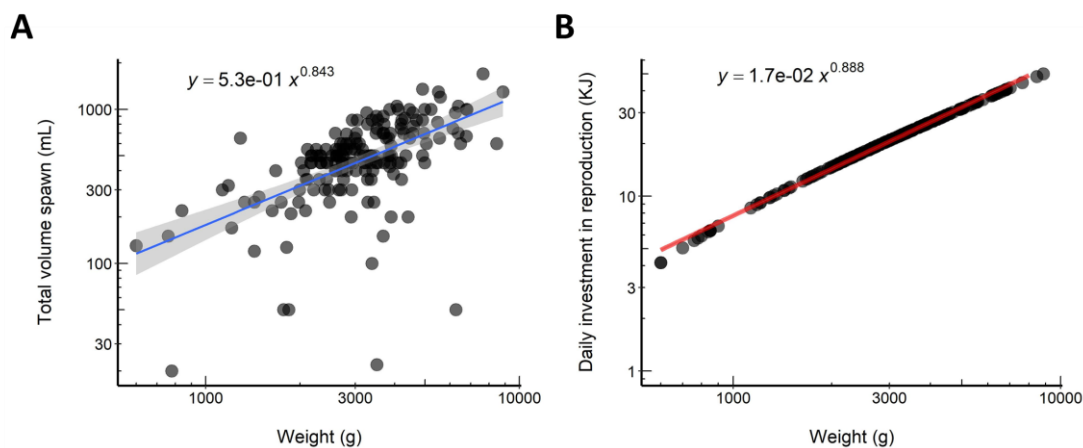 A
y = 5.3e-01 x^0.843
Total volume spawn (mL)
1000
300
100
30
1000
3000
10000
Weight (g)
B
y = 1.7e-02 x^0.888
Daily investment in reproduction (KJ)
30
10
3
1
1000
3000
10000
Weight (g)